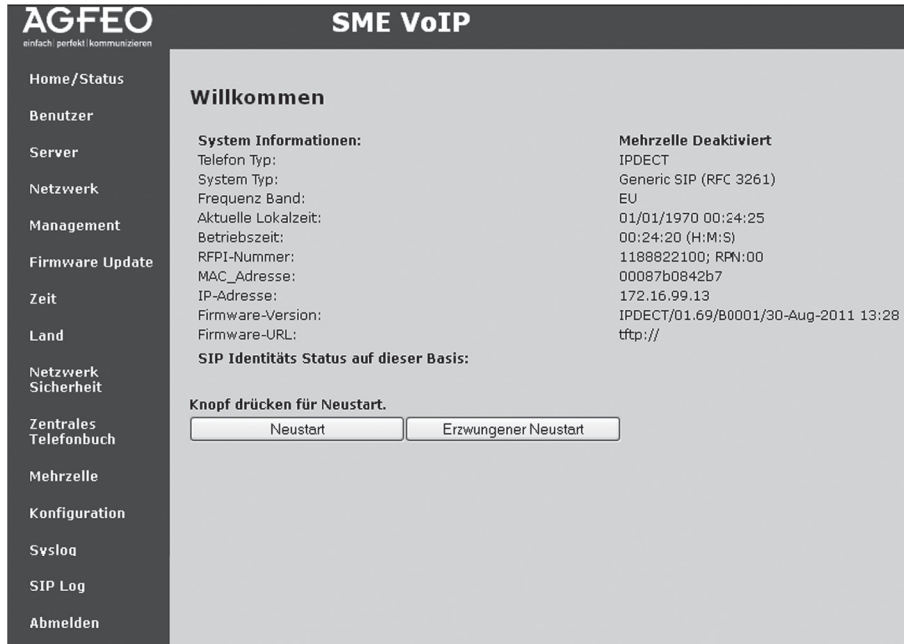 AGFEO
einfach perfekt kommunizieren
SME VoIP
Home/Status
Benutzer
Server
Netzwerk
Management
Firmware Update
Zeit
Land
Netzwerk
Sicherheit
Zentrales
Telefonbuch
Mehrzelle
Konfiguration
Syslog
SIP Log
Abmelden
Willkommen
System Informationen: Mehrzelle Deaktiviert
Telefon Typ: IPDECT
System Typ: Generic SIP (RFC 3261)
Frequenz Band: EU
Aktuelle Lokalzeit: 01/01/1970 00:24:25
Betriebszeit: 00:24:20 (H:M:S)
RFPI-Nummer: 1188822100; RPN:00
MAC_Adresse: 00087b0842b7
IP-Adresse: 172.16.99.13
Firmware-Version: IPDECT/01.69/B0001/30-Aug-2011 13:28
Firmware-URL: tftp://
SIP Identitäts Status auf dieser Basis:
Knopf drücken für Neustart.
Neustart Erzwungener Neustart